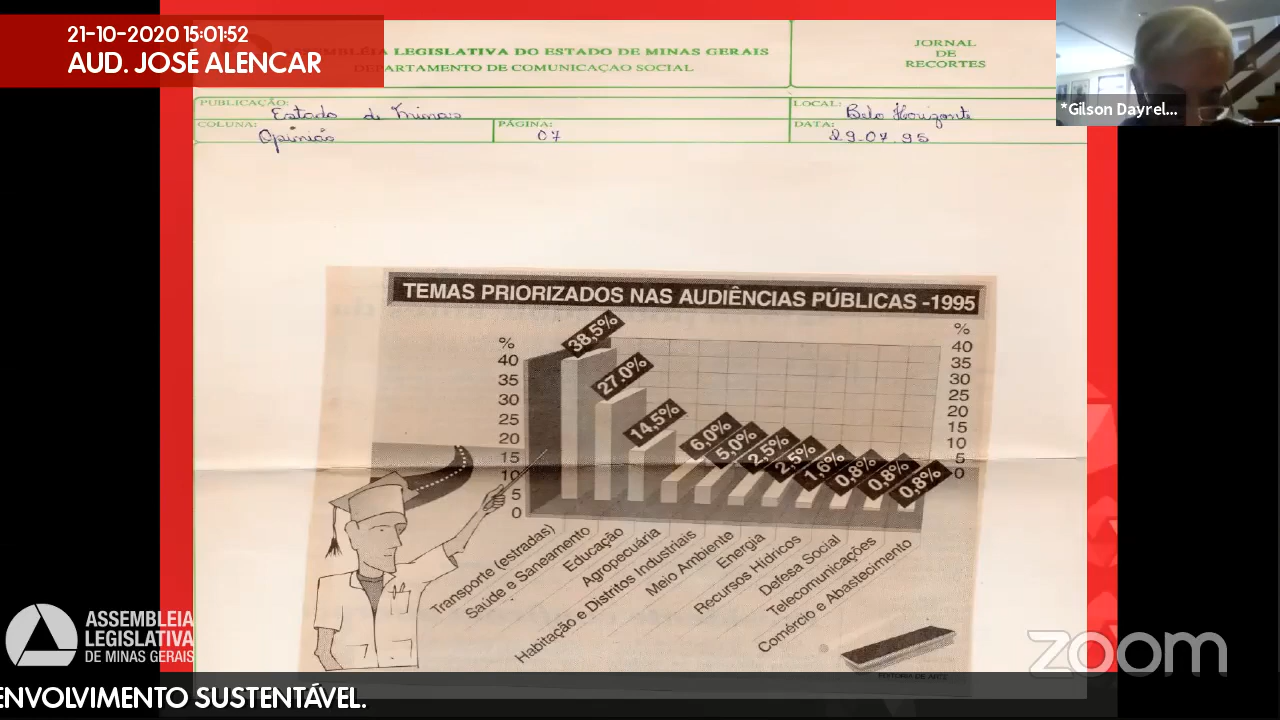 21-10-2020 15:01:52
AUD. JOSÉ ALENCAR
LEGISLATIVA DO ESTADO DE MINAS GERAIS
DEPARTAMENTO DE COMUNICAÇÃO SOCIAL
JORNAL
DE
RECORTES
*Gilson Dayrel...
PUBLICAÇÃO: Estado de Minas
LOCAL: Belo Horizonte
COLUNA: Opinião
PÁGINA: 07
DATA: 29.07.95
TEMAS PRIORIZADOS NAS AUDIÊNCIAS PÚBLICAS -1995
%
40
35
30
25
20
15
10
5
0
38,5%
27.0%
14,5%
6,0%
5,0%
2,5%
2,5%
1,6%
0,8%
0,8%
0,8%
%
40
35
30
25
20
15
10
5
0
Transporte (estradas)
Saúde e Saneamento
Educação
Agropecuária
Habitação e Distritos Industriais
Meio Ambiente
Energia
Recursos Hídricos
Defesa Social
Telecomunicações
Comércio e Abastecimento
EDITORIA DE ARTE
ASSEMBLEIA
LEGISLATIVA
DE MINAS GERAIS
zoom
ENVOLVIMENTO SUSTENTÁVEL.